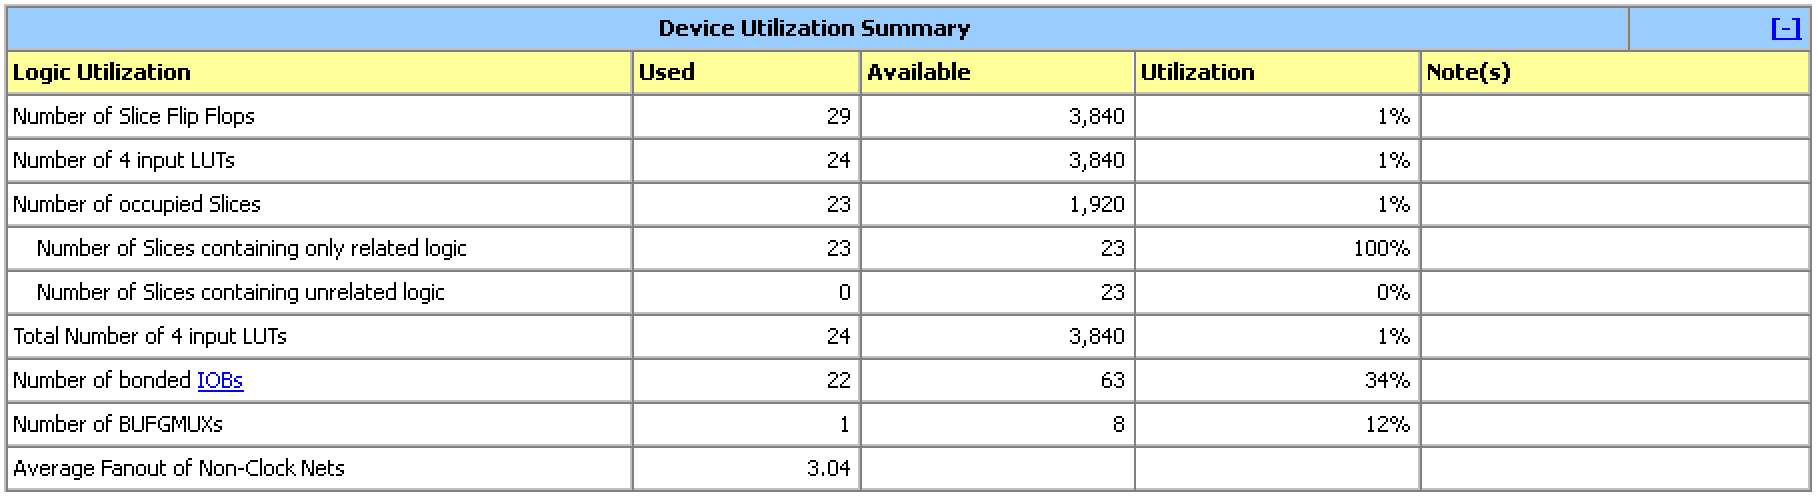 Device Utilization Summary [-]
Logic Utilization Used Available Utilization Note(s)
Number of Slice Flip Flops 29 3,840 1%
Number of 4 input LUTs 24 3,840 1%
Number of occupied Slices 23 1,920 1%
Number of Slices containing only related logic 23 23 100%
Number of Slices containing unrelated logic 0 23 0%
Total Number of 4 input LUTs 24 3,840 1%
Number of bonded IOBs 22 63 34%
Number of BUFGMUXs 1 8 12%
Average Fanout of Non-Clock Nets 3.04